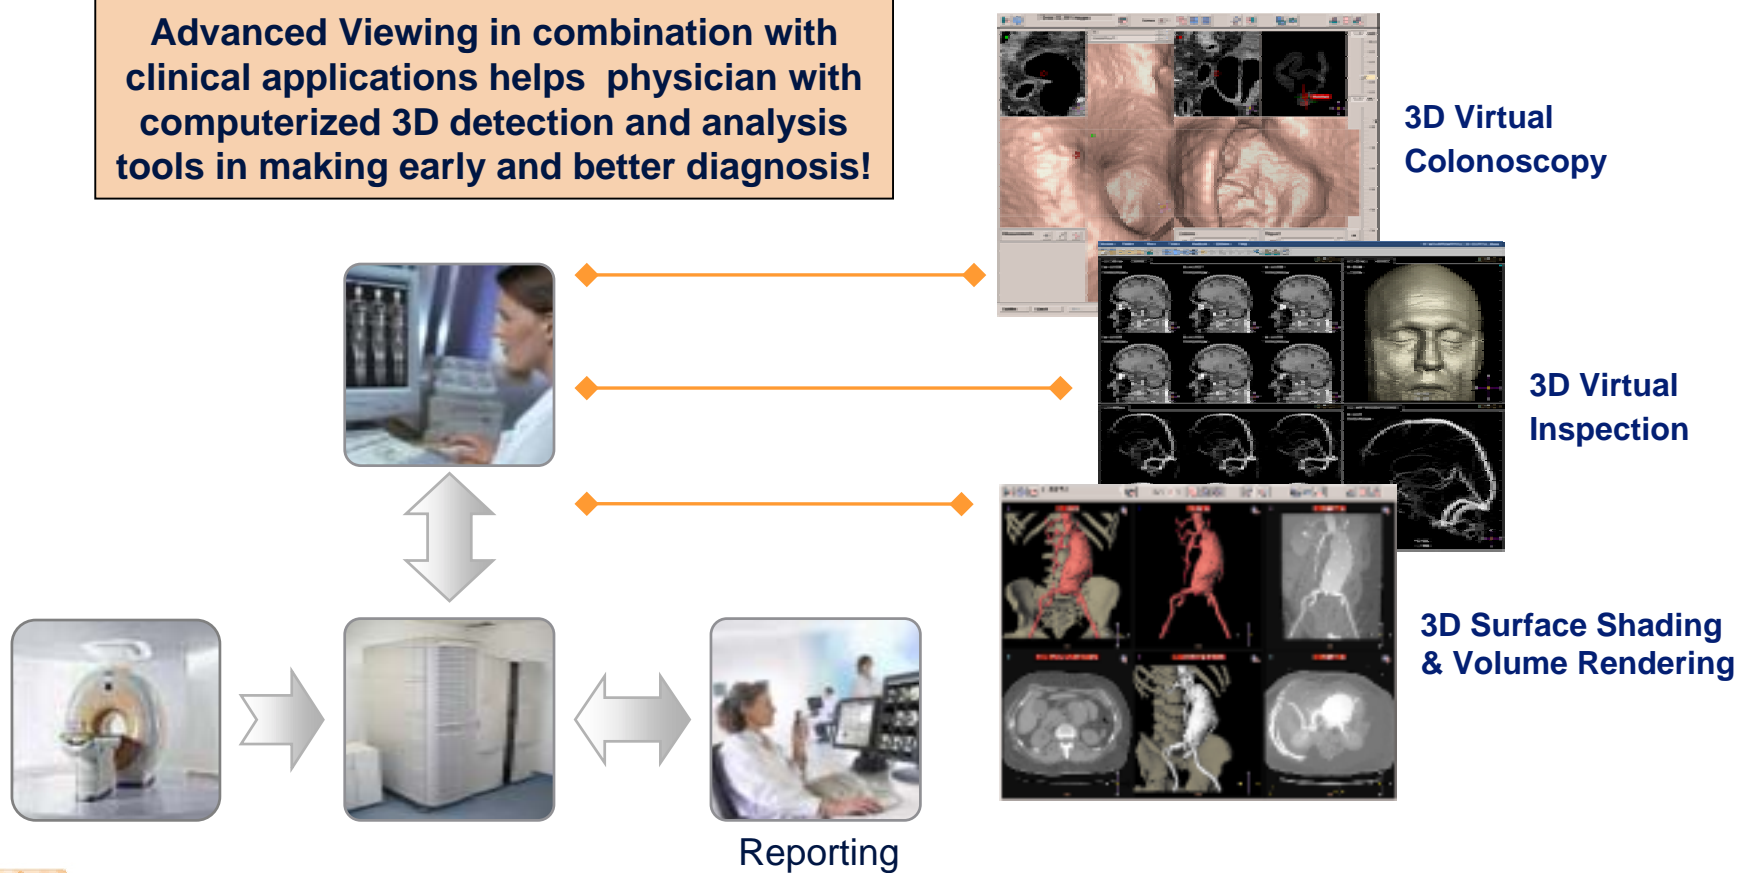 Advanced Viewing in combination with
clinical applications helps  physician with
computerized 3D detection and analysis
tools in making early and better diagnosis!
3D Virtual
Colonoscopy
3D Virtual
Inspection
3D Surface Shading
& Volume Rendering
Reporting